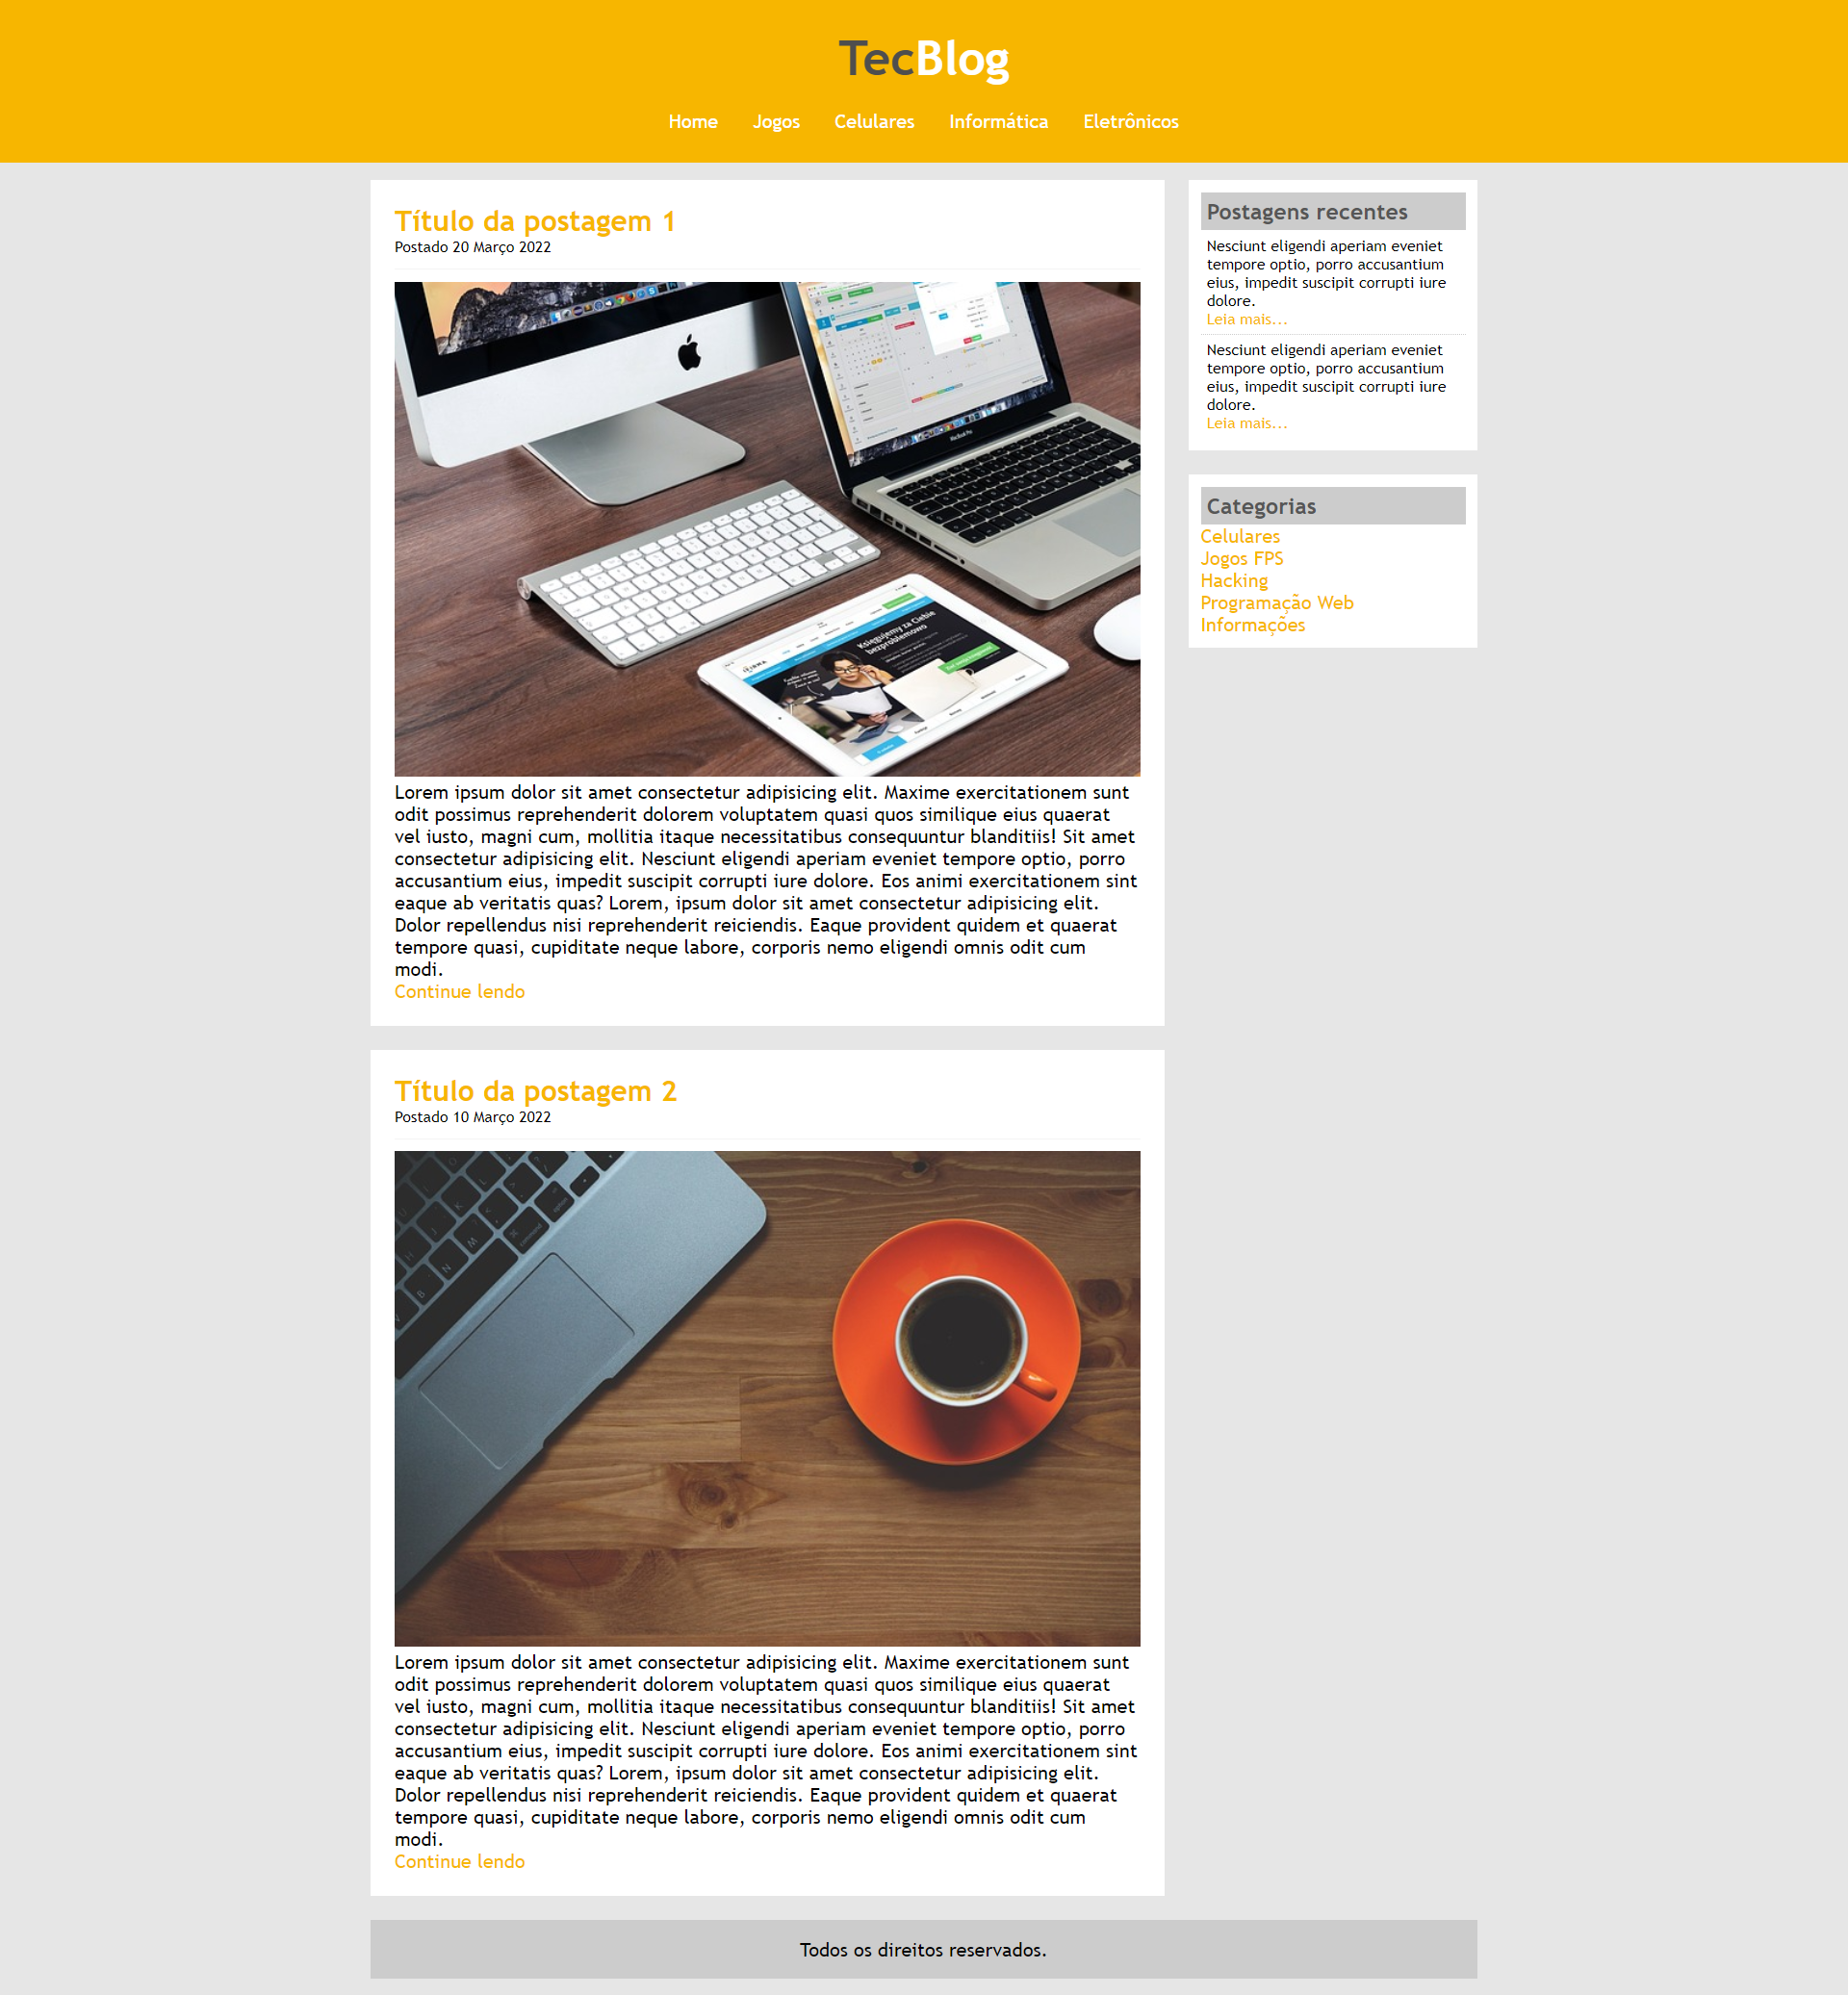 TecBlog
Home Jogos Celulares Informática Eletrônicos
Título da postagem 1
Postado 20 Março 2022
MacBook Pro
Księgujemy za Ciebie
bezproblemowo
Lorem ipsum dolor sit amet consectetur adipisicing elit. Maxime exercitationem sunt
odit possimus reprehenderit dolorem voluptatem quasi quos similique eius quaerat
vel iusto, magni cum, mollitia itaque necessitatibus consequuntur blanditiis! Sit amet
consectetur adipisicing elit. Nesciunt eligendi aperiam eveniet tempore optio, porro
accusantium eius, impedit suscipit corrupti iure dolore. Eos animi exercitationem sint
eaque ab veritatis quas? Lorem, ipsum dolor sit amet consectetur adipisicing elit.
Dolor repellendus nisi reprehenderit reiciendis. Eaque provident quidem et quaerat
tempore quasi, cupiditate neque labore, corporis nemo eligendi omnis odit cum
modi.
Continue lendo
Título da postagem 2
Postado 10 Março 2022
command
option
Lorem ipsum dolor sit amet consectetur adipisicing elit. Maxime exercitationem sunt
odit possimus reprehenderit dolorem voluptatem quasi quos similique eius quaerat
vel iusto, magni cum, mollitia itaque necessitatibus consequuntur blanditiis! Sit amet
consectetur adipisicing elit. Nesciunt eligendi aperiam eveniet tempore optio, porro
accusantium eius, impedit suscipit corrupti iure dolore. Eos animi exercitationem sint
eaque ab veritatis quas? Lorem, ipsum dolor sit amet consectetur adipisicing elit.
Dolor repellendus nisi reprehenderit reiciendis. Eaque provident quidem et quaerat
tempore quasi, cupiditate neque labore, corporis nemo eligendi omnis odit cum
modi.
Continue lendo
Postagens recentes
Nesciunt eligendi aperiam eveniet
tempore optio, porro accusantium
eius, impedit suscipit corrupti iure
dolore.
Leia mais...
Nesciunt eligendi aperiam eveniet
tempore optio, porro accusantium
eius, impedit suscipit corrupti iure
dolore.
Leia mais...
Categorias
Celulares
Jogos FPS
Hacking
Programação Web
Informações
Todos os direitos reservados.